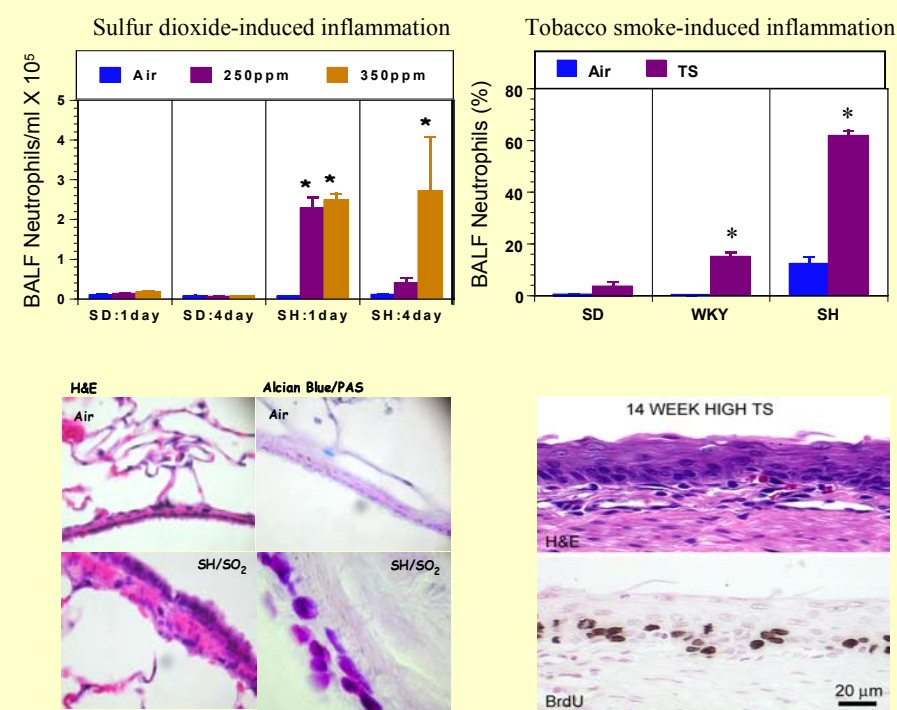 Sulfur dioxide-induced inflammation
Air 250ppm 350ppm
BALF Neutrophils/ml X 10⁵
5
4
3
2
1
0
* * *
SD:1day SD:4day SH:1day SH:4day
Tobacco smoke-induced inflammation
Air TS
BALF Neutrophils (%)
80
60
40
20
0
* *
SD WKY SH
H&E Alcian Blue/PAS
Air Air
SH/SO₂ SH/SO₂
14 WEEK HIGH TS
H&E
BrdU
20 μm